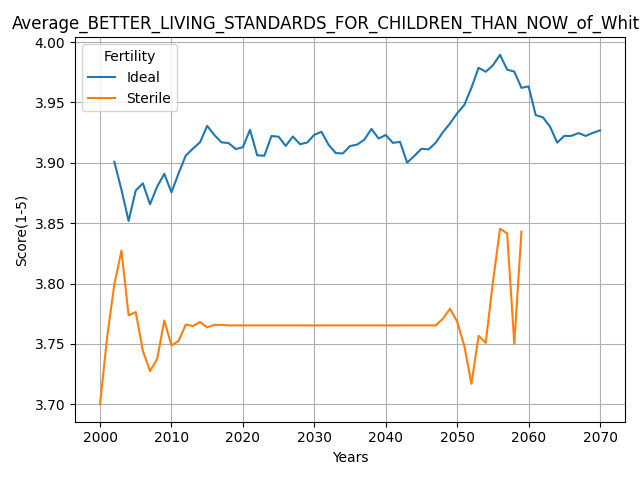 Average_BETTER_LIVING_STANDARDS_FOR_CHILDREN_THAN_NOW_of_Whit
Fertility
Ideal
Sterile
Score(1-5)
4.00
3.95
3.90
3.85
3.80
3.75
3.70
2000 2010 2020 2030 2040 2050 2060 2070
Years